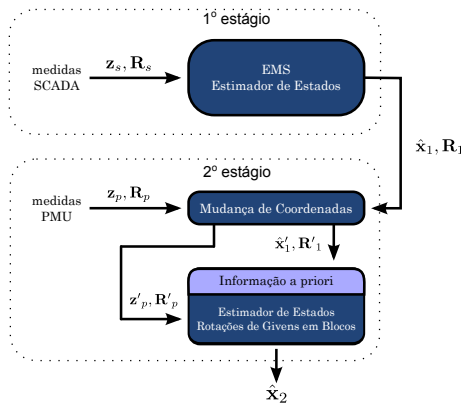 1º estágio
medidas
SCADA
z_s, R_s
EMS
Estimador de Estados
x̂_1, R_1
2º estágio
medidas
PMU
z_p, R_p
Mudança de Coordenadas
x̂'_1, R'_1
Informação a priori
z'_p, R'_p
Estimador de Estados
Rotações de Givens em Blocos
x̂_2